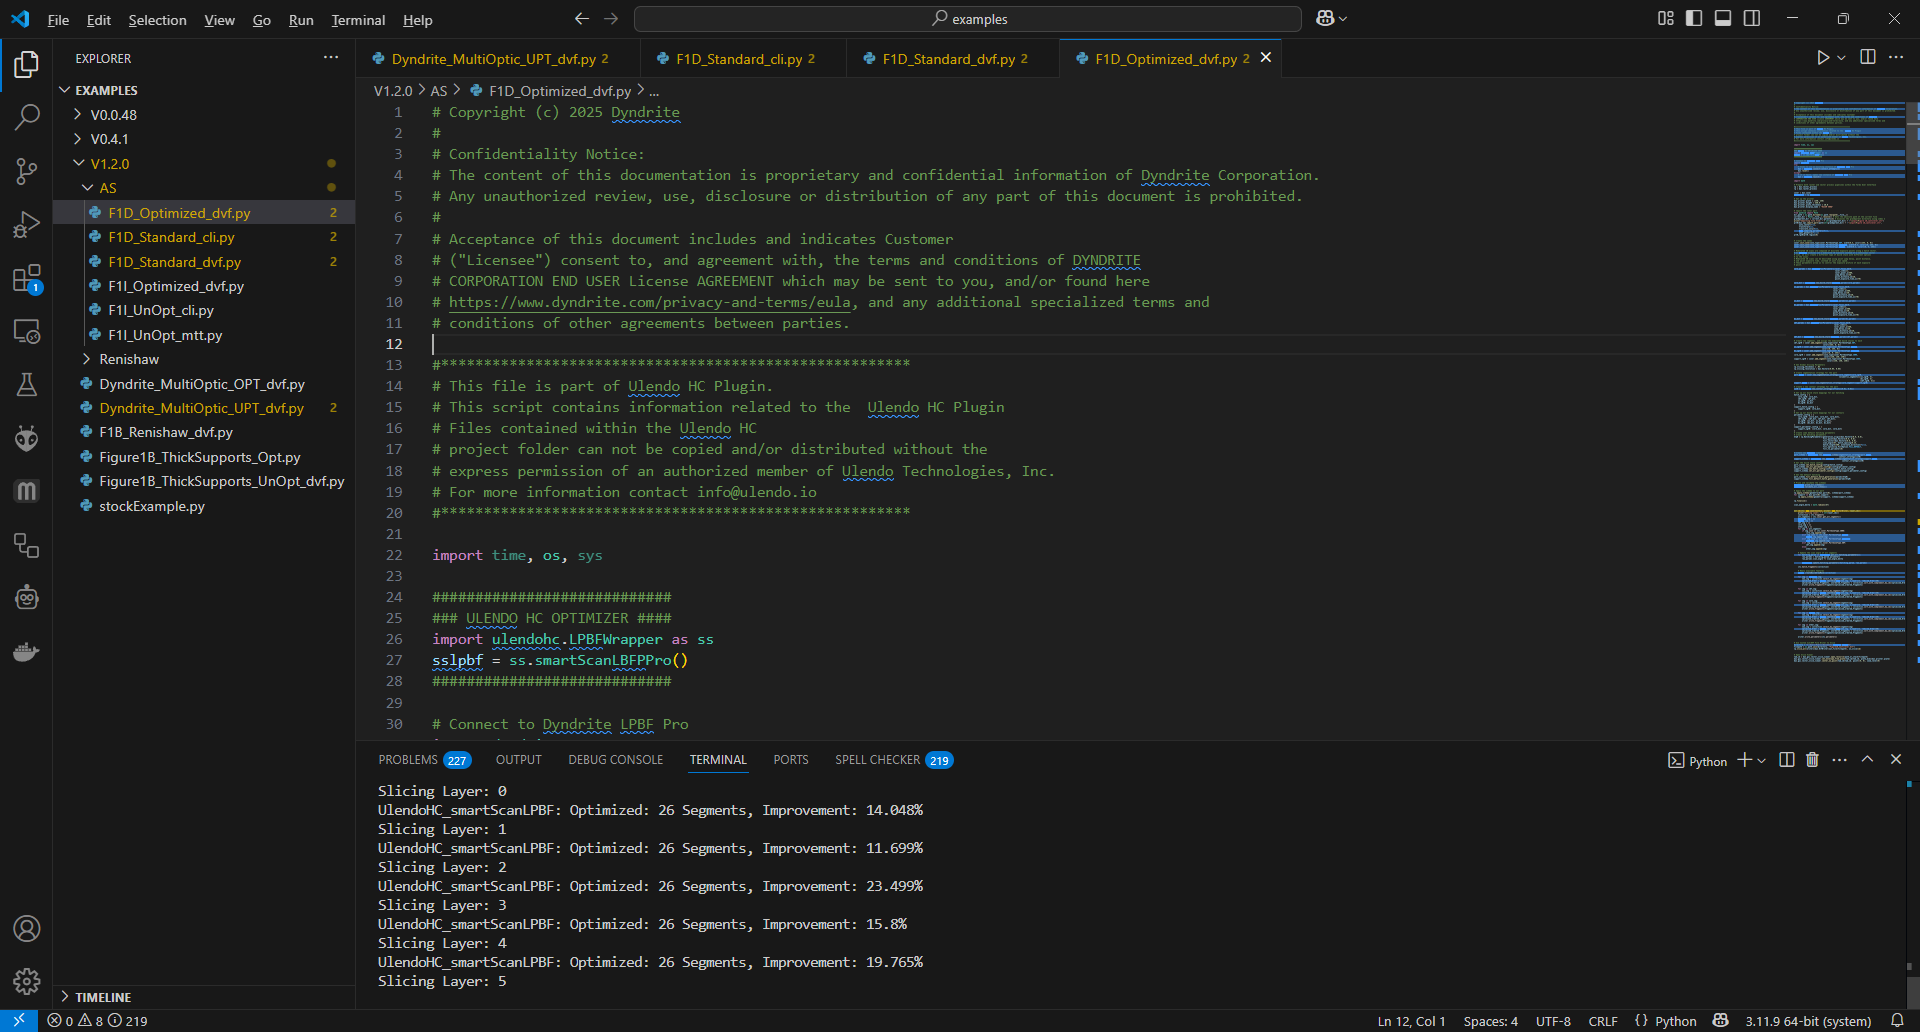 File Edit Selection View Go Run Terminal Help
examples
EXPLORER
EXAMPLES
V0.0.48
V0.4.1
V1.2.0
AS
F1D_Optimized_dvf.py 2
F1D_Standard_cli.py 2
F1D_Standard_dvf.py 2
F1I_Optimized_dvf.py
F1I_UnOpt_cli.py
F1I_UnOpt_mtt.py
Renishaw
Dyndrite_MultiOptic_OPT_dvf.py
Dyndrite_MultiOptic_UPT_dvf.py 2
F1B_Renishaw_dvf.py
Figure1B_ThickSupports_Opt.py
Figure1B_ThickSupports_UnOpt_dvf.py
stockExample.py
TIMELINE
1
Dyndrite_MultiOptic_UPT_dvf.py 2 F1D_Standard_cli.py 2 F1D_Standard_dvf.py 2 F1D_Optimized_dvf.py 2
V1.2.0 > AS > F1D_Optimized_dvf.py > ...
1 # Copyright (c) 2025 Dyndrite
2 #
3 # Confidentiality Notice:
4 # The content of this documentation is proprietary and confidential information of Dyndrite Corporation.
5 # Any unauthorized review, use, disclosure or distribution of any part of this document is prohibited.
6 #
7 # Acceptance of this document includes and indicates Customer
8 # ("Licensee") consent to, and agreement with, the terms and conditions of DYNDRITE
9 # CORPORATION END USER License AGREEMENT which may be sent to you, and/or found here
10 # https://www.dyndrite.com/privacy-and-terms/eula, and any additional specialized terms and
11 # conditions of other agreements between parties.
12
13 #*******************************************************
14 # This file is part of Ulendo HC Plugin.
15 # This script contains information related to the  Ulendo HC Plugin
16 # Files contained within the Ulendo HC
17 # project folder can not be copied and/or distributed without the
18 # express permission of an authorized member of Ulendo Technologies, Inc.
19 # For more information contact info@ulendo.io
20 #*******************************************************
21
22 import time, os, sys
23
24 ############################
25 ### ULENDO HC OPTIMIZER ####
26 import ulendohc.LPBFWrapper as ss
27 sslpbf = ss.smartScanLBFPPro()
28 ############################
29
30 # Connect to Dyndrite LPBF Pro
PROBLEMS 227 OUTPUT DEBUG CONSOLE TERMINAL PORTS SPELL CHECKER 219
Python
Slicing Layer: 0
UlendoHC_smartScanLPBF: Optimized: 26 Segments, Improvement: 14.048%
Slicing Layer: 1
UlendoHC_smartScanLPBF: Optimized: 26 Segments, Improvement: 11.699%
Slicing Layer: 2
UlendoHC_smartScanLPBF: Optimized: 26 Segments, Improvement: 23.499%
Slicing Layer: 3
UlendoHC_smartScanLPBF: Optimized: 26 Segments, Improvement: 15.8%
Slicing Layer: 4
UlendoHC_smartScanLPBF: Optimized: 26 Segments, Improvement: 19.765%
Slicing Layer: 5
0 8 219
Ln 12, Col 1 Spaces: 4 UTF-8 CRLF {} Python 3.11.9 64-bit (system)